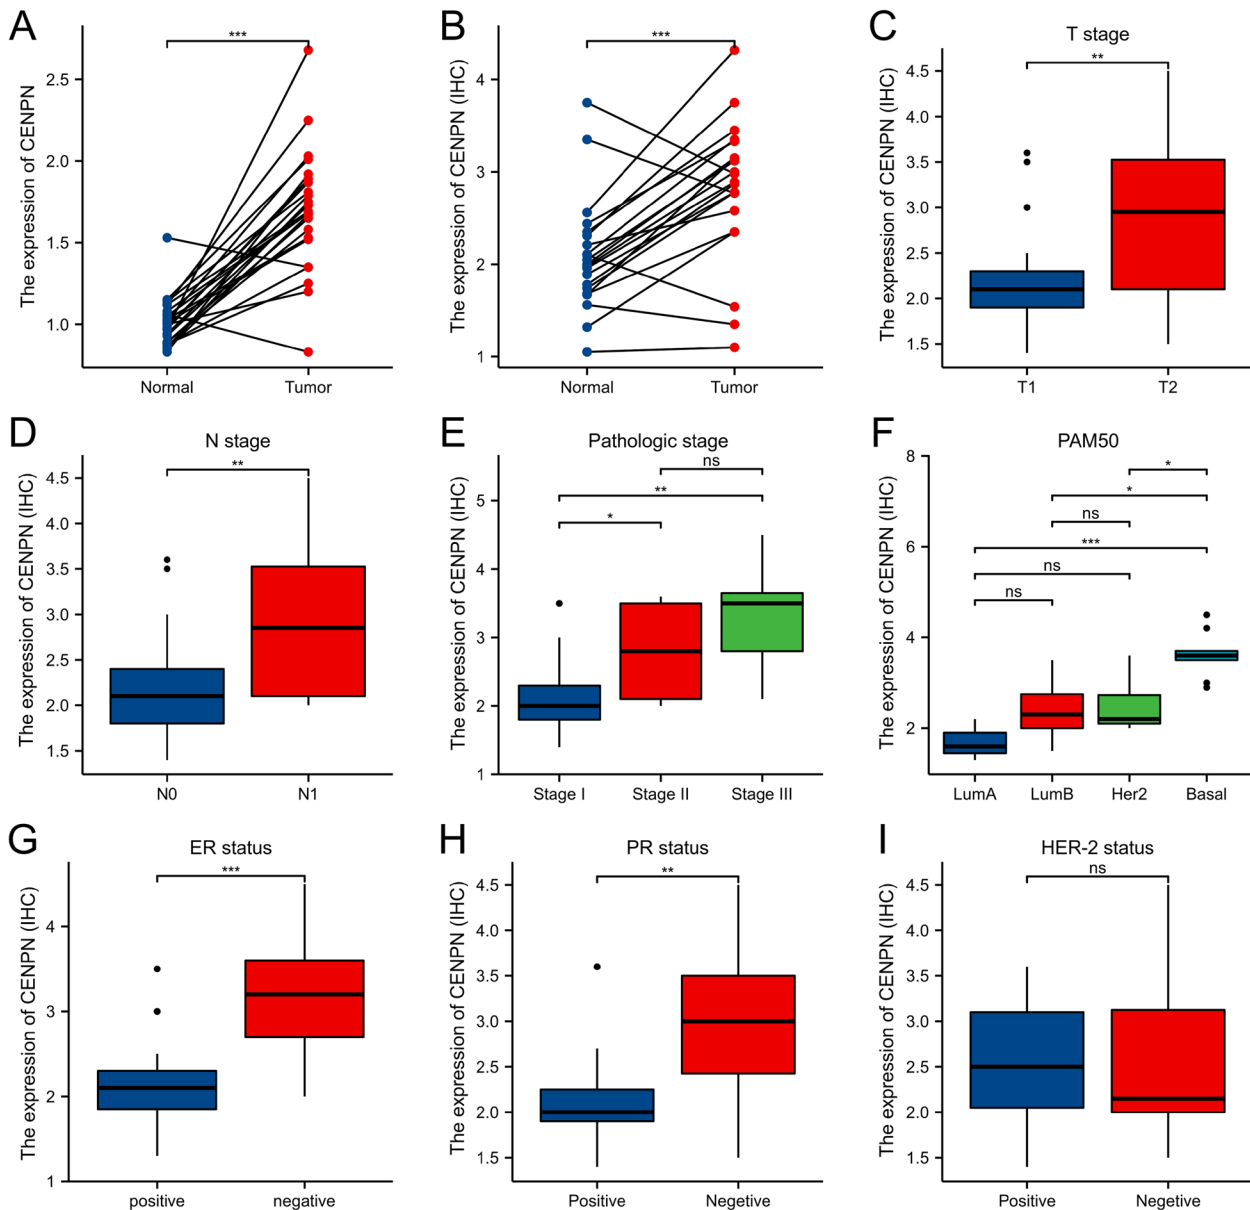 A
The expression of CENPN
2.5
2.0
1.5
1.0
***
Normal
Tumor
B
The expression of CENPN (IHC)
4
3
2
1
***
Normal
Tumor
C
T stage
The expression of CENPN (IHC)
4.5
4.0
3.5
3.0
2.5
2.0
1.5
**
T1
T2
D
N stage
The expression of CENPN (IHC)
4.5
4.0
3.5
3.0
2.5
2.0
1.5
**
N0
N1
E
Pathologic stage
The expression of CENPN (IHC)
5
4
3
2
1
ns
**
*
Stage I
Stage II
Stage III
F
PAM50
The expression of CENPN (IHC)
8
6
4
2
*
*
ns
***
ns
ns
LumA
LumB
Her2
Basal
G
ER status
The expression of CENPN (IHC)
4
3
2
1
***
positive
negative
H
PR status
The expression of CENPN (IHC)
4.5
4.0
3.5
3.0
2.5
2.0
1.5
**
Positive
Negetive
I
HER-2 status
The expression of CENPN (IHC)
4.5
4.0
3.5
3.0
2.5
2.0
1.5
ns
Positive
Negetive